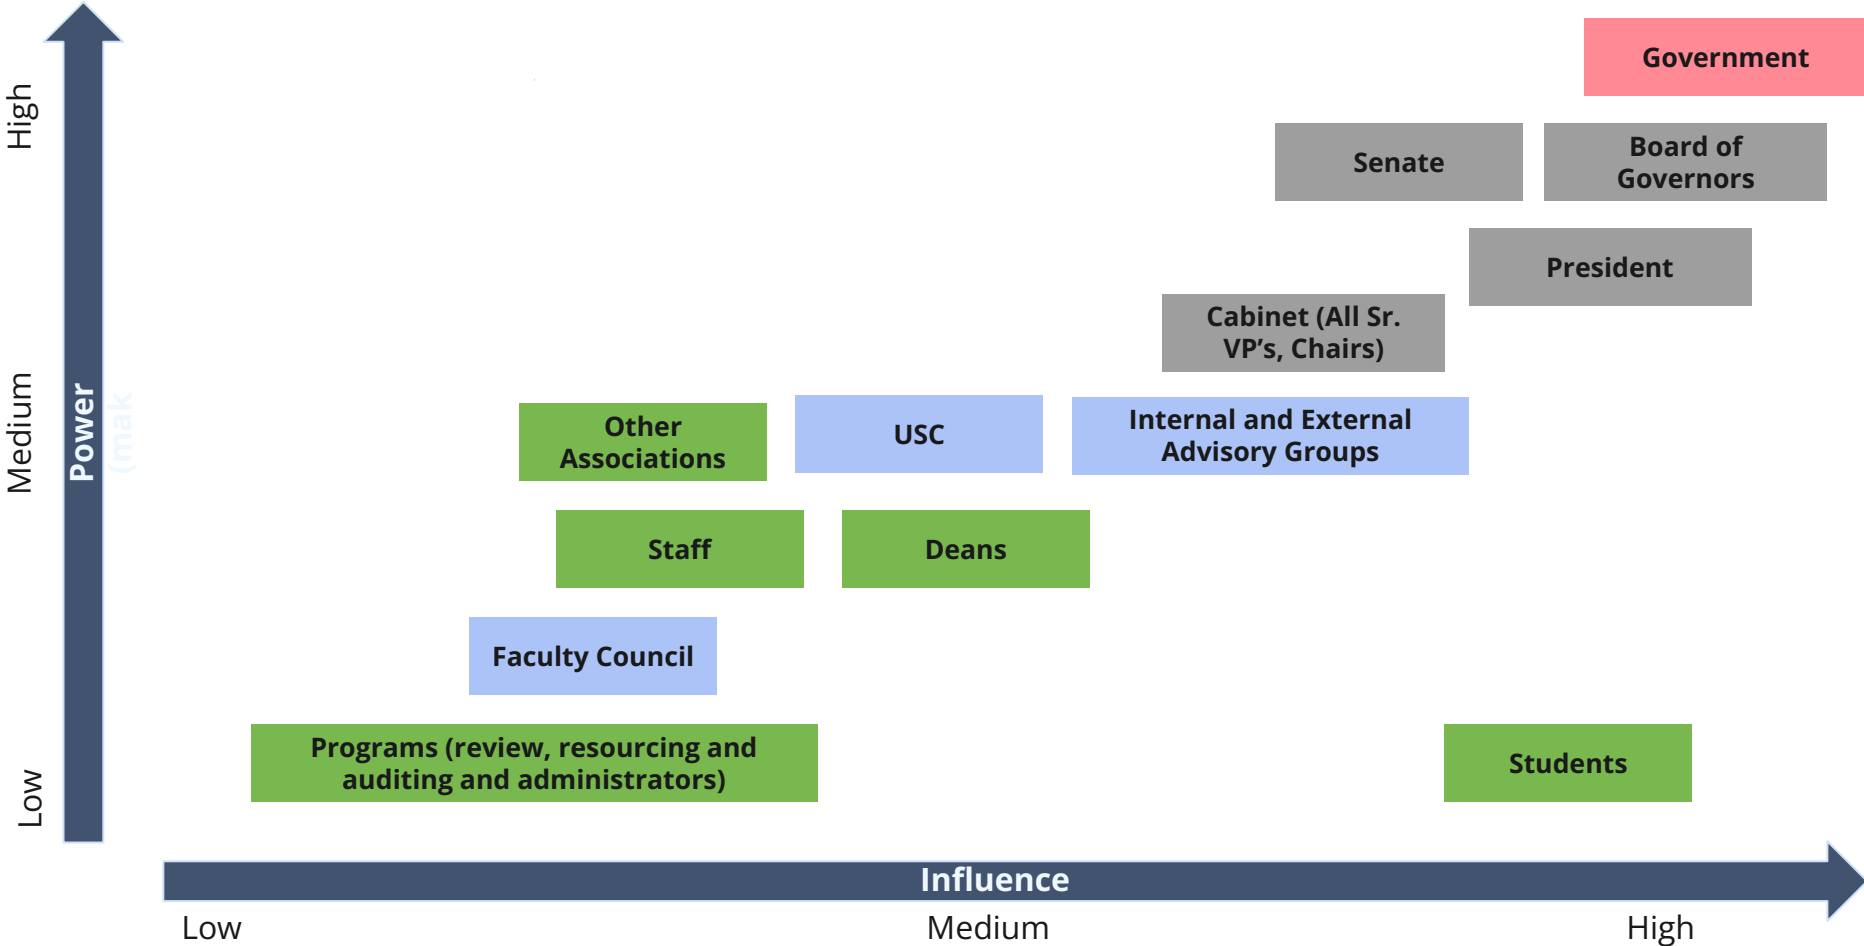 Government
High
Senate
Board of
Governors
President
Cabinet (All Sr.
VP’s, Chairs)
Medium
Power
(mak
Other
Associations
USC
Internal and External
Advisory Groups
Staff
Deans
Faculty Council
Programs (review, resourcing and
auditing and administrators)
Students
Low
Influence
Low
Medium
High